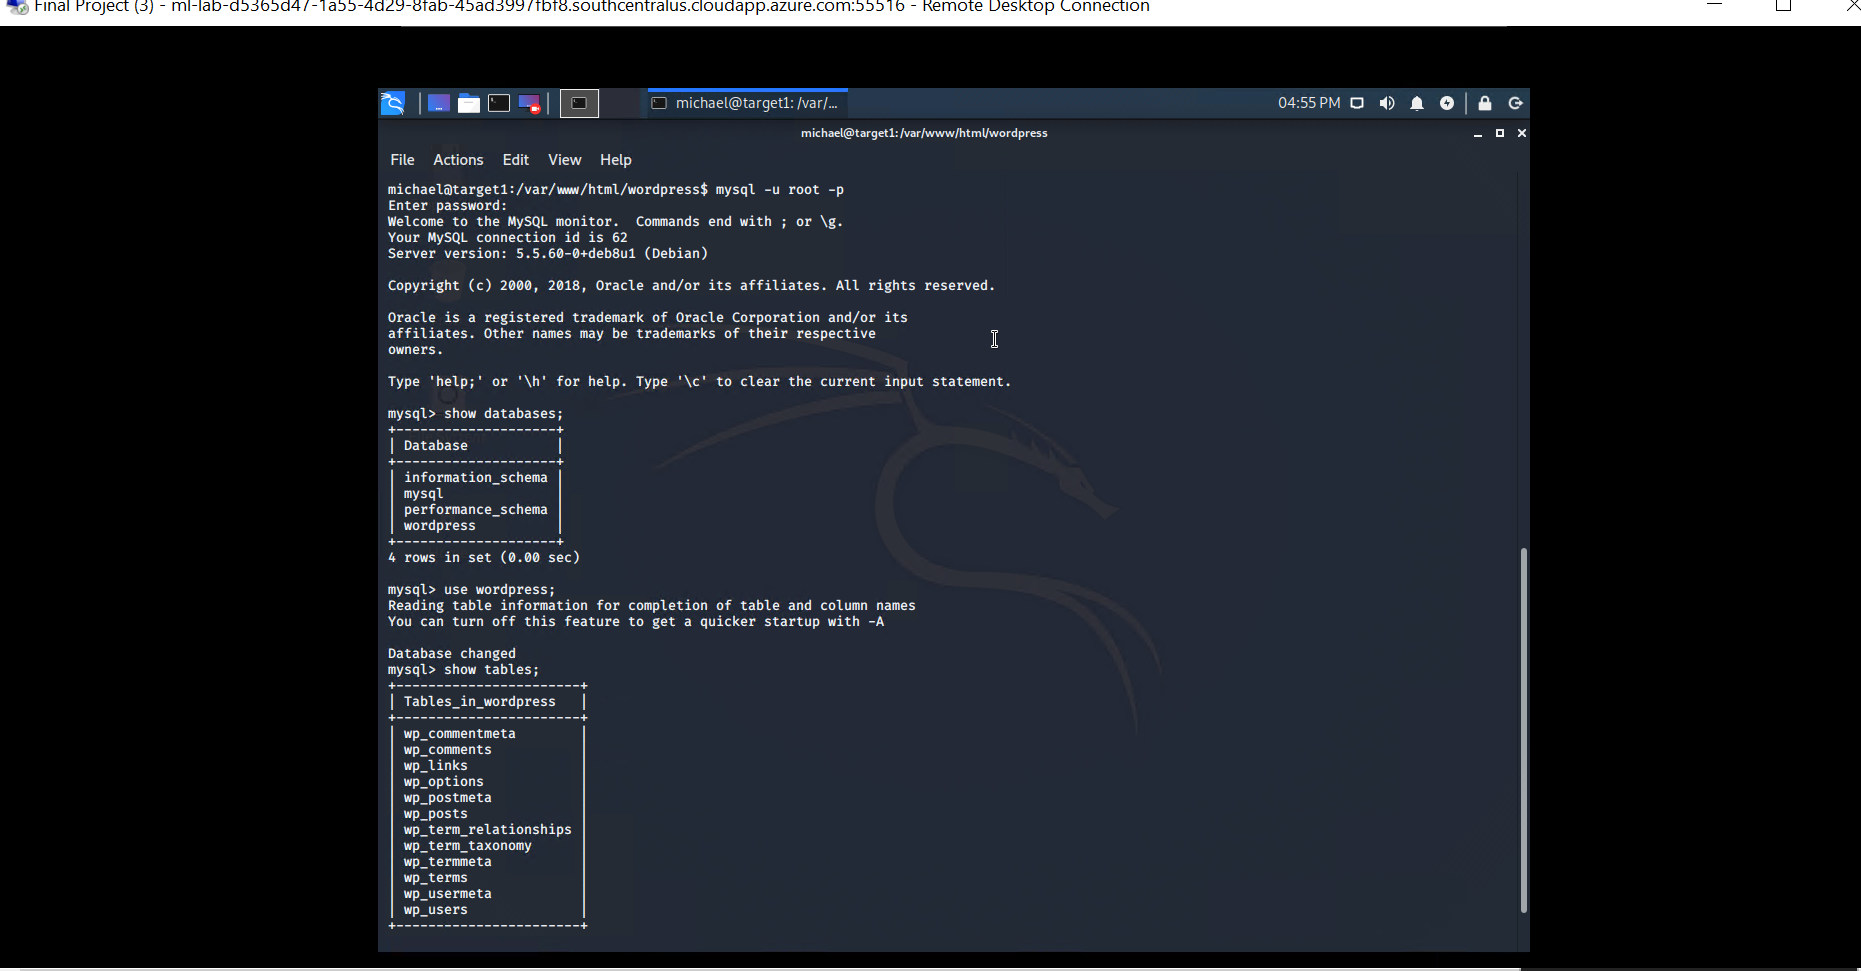 Final Project (3) - ml-lab-d5365d47-1a55-4d29-8fab-45ad3997fbf8.southcentralus.cloudapp.azure.com:55516 - Remote Desktop Connection
michael@target1: /var/...
04:55 PM
michael@target1:/var/www/html/wordpress
File Actions Edit View Help
michael@target1:/var/www/html/wordpress$ mysql -u root -p
Enter password:
Welcome to the MySQL monitor.  Commands end with ; or \g.
Your MySQL connection id is 62
Server version: 5.5.60-0+deb8u1 (Debian)
Copyright (c) 2000, 2018, Oracle and/or its affiliates. All rights reserved.
Oracle is a registered trademark of Oracle Corporation and/or its
affiliates. Other names may be trademarks of their respective
owners.
Type 'help;' or '\h' for help. Type '\c' to clear the current input statement.
mysql> show databases;
+--------------------+
| Database           |
+--------------------+
| information_schema |
| mysql              |
| performance_schema |
| wordpress          |
+--------------------+
4 rows in set (0.00 sec)
mysql> use wordpress;
Reading table information for completion of table and column names
You can turn off this feature to get a quicker startup with -A
Database changed
mysql> show tables;
+-----------------------+
| Tables_in_wordpress   |
+-----------------------+
| wp_commentmeta        |
| wp_comments           |
| wp_links              |
| wp_options            |
| wp_postmeta           |
| wp_posts              |
| wp_term_relationships |
| wp_term_taxonomy      |
| wp_termmeta           |
| wp_terms              |
| wp_usermeta           |
| wp_users              |
+-----------------------+